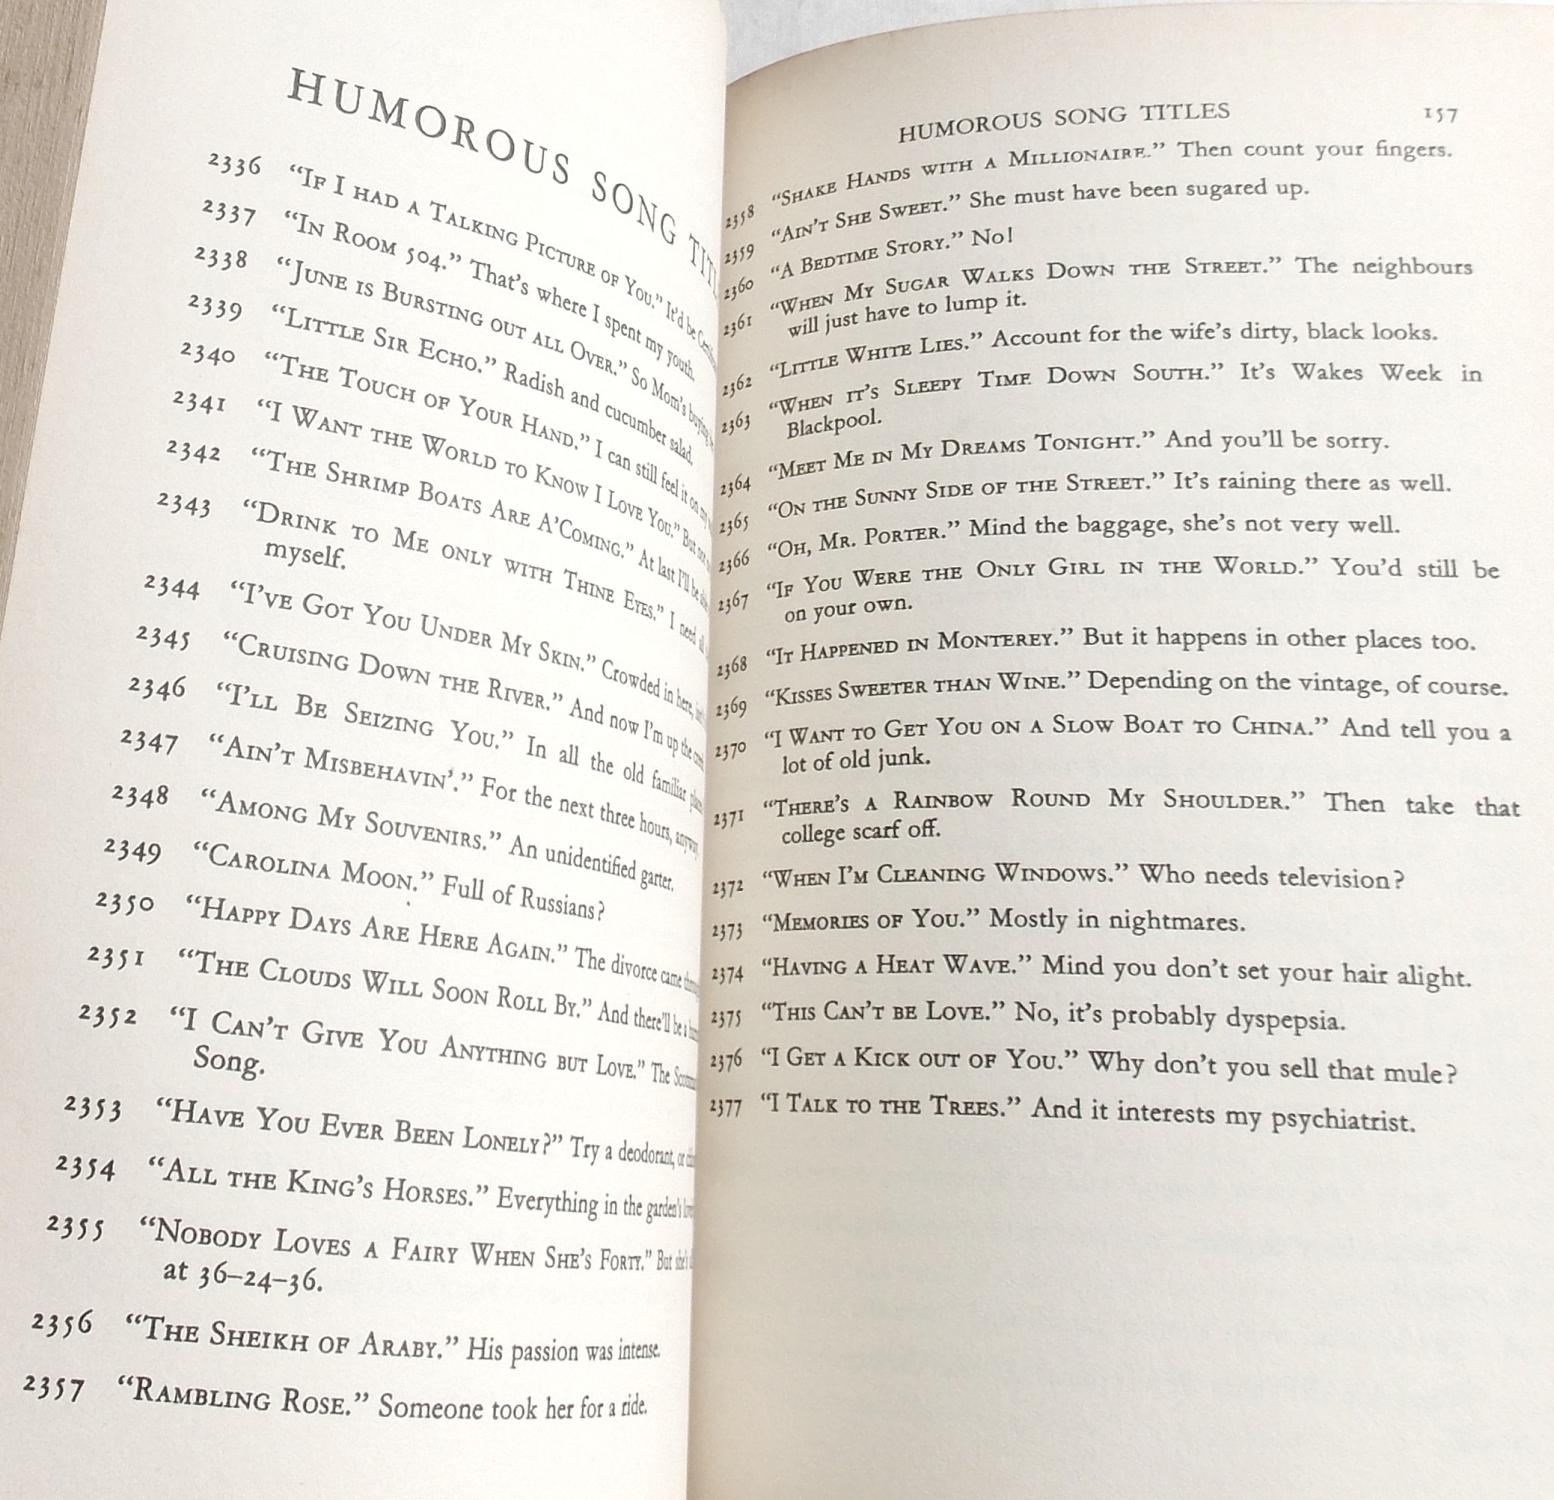 HUMOROUS SONG
2336 "If I had a Talking Picture of You." It'd be
2337 "In Room 504." That's where I spent my youth.
2338 "June is Bursting out all Over." So Mom's buying
2339 "Little Sir Echo." Radish and cucumber salad.
2340 "The Touch of Your Hand." I can still feel it on my
2341 "I Want the World to Know I Love You." But not
2342 "The Shrimp Boats Are A'Coming." At last I'll be
2343 "Drink to Me only with Thine Eyes." I need all
myself.
2344 "I've Got You Under My Skin." Crowded in here,
2345 "Cruising Down the River." And now I'm up the
2346 "I'll Be Seizing You." In all the old familiar
2347 "Ain't Misbehavin'." For the next three hours, anyway.
2348 "Among My Souvenirs." An unidentified garter.
2349 "Carolina Moon." Full of Russians?
2350 "Happy Days Are Here Again." The divorce came
2351 "The Clouds Will Soon Roll By." And there'll be a
2352 "I Can't Give You Anything but Love." The
Song.
2353 "Have You Ever Been Lonely?" Try a deodorant, or
2354 "All the King's Horses." Everything in the garden's
2355 "Nobody Loves a Fairy When She's Forty." But she's
at 36–24–36.
2356 "The Sheikh of Araby." His passion was intense.
2357 "Rambling Rose." Someone took her for a ride.
HUMOROUS SONG TITLES 157
2358 "Shake Hands with a Millionaire." Then count your fingers.
2359 "Ain't She Sweet." She must have been sugared up.
2360 "A Bedtime Story." No!
2361 "When My Sugar Walks Down the Street." The neighbours
will just have to lump it.
2362 "Little White Lies." Account for the wife's dirty, black looks.
2363 "When it's Sleepy Time Down South." It's Wakes Week in
Blackpool.
2364 "Meet Me in My Dreams Tonight." And you'll be sorry.
2365 "On the Sunny Side of the Street." It's raining there as well.
2366 "Oh, Mr. Porter." Mind the baggage, she's not very well.
2367 "If You Were the Only Girl in the World." You'd still be
on your own.
2368 "It Happened in Monterey." But it happens in other places too.
2369 "Kisses Sweeter than Wine." Depending on the vintage, of course.
2370 "I Want to Get You on a Slow Boat to China." And tell you a
lot of old junk.
2371 "There's a Rainbow Round My Shoulder." Then take that
college scarf off.
2372 "When I'm Cleaning Windows." Who needs television?
2373 "Memories of You." Mostly in nightmares.
2374 "Having a Heat Wave." Mind you don't set your hair alight.
2375 "This Can't be Love." No, it's probably dyspepsia.
2376 "I Get a Kick out of You." Why don't you sell that mule?
2377 "I Talk to the Trees." And it interests my psychiatrist.